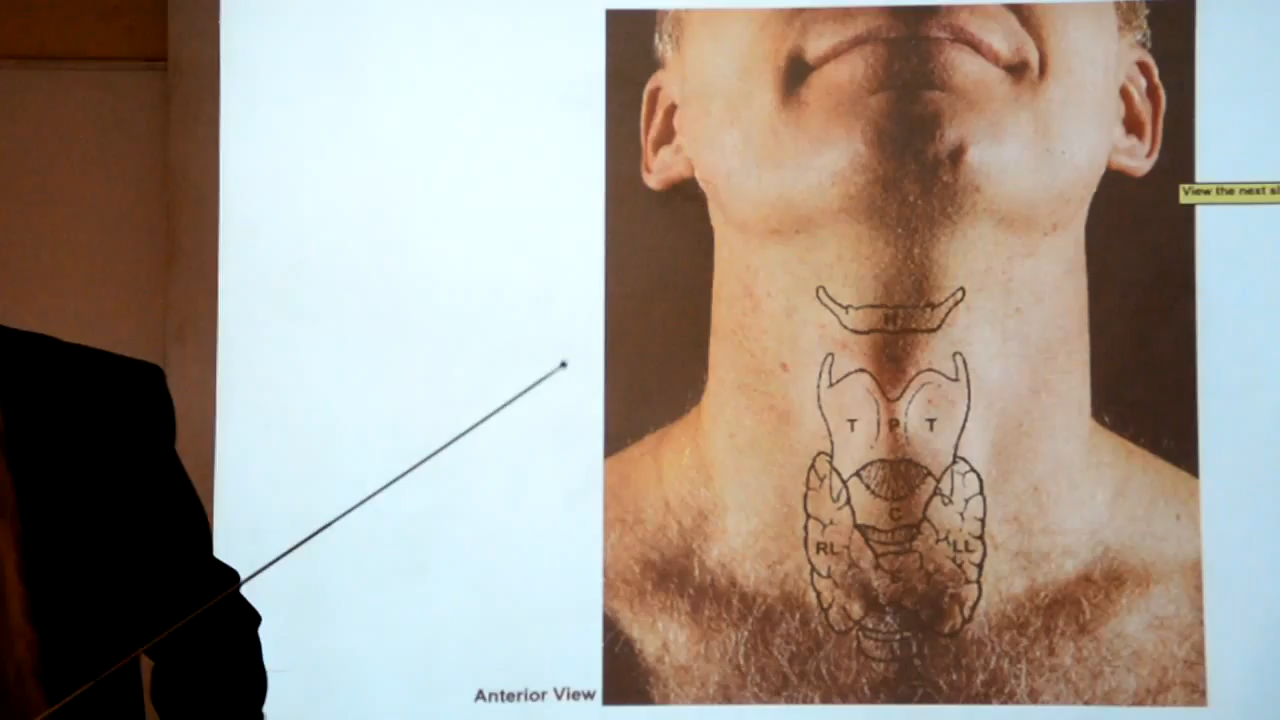 View the next sl
H
T P T
C
RL LL
Anterior View